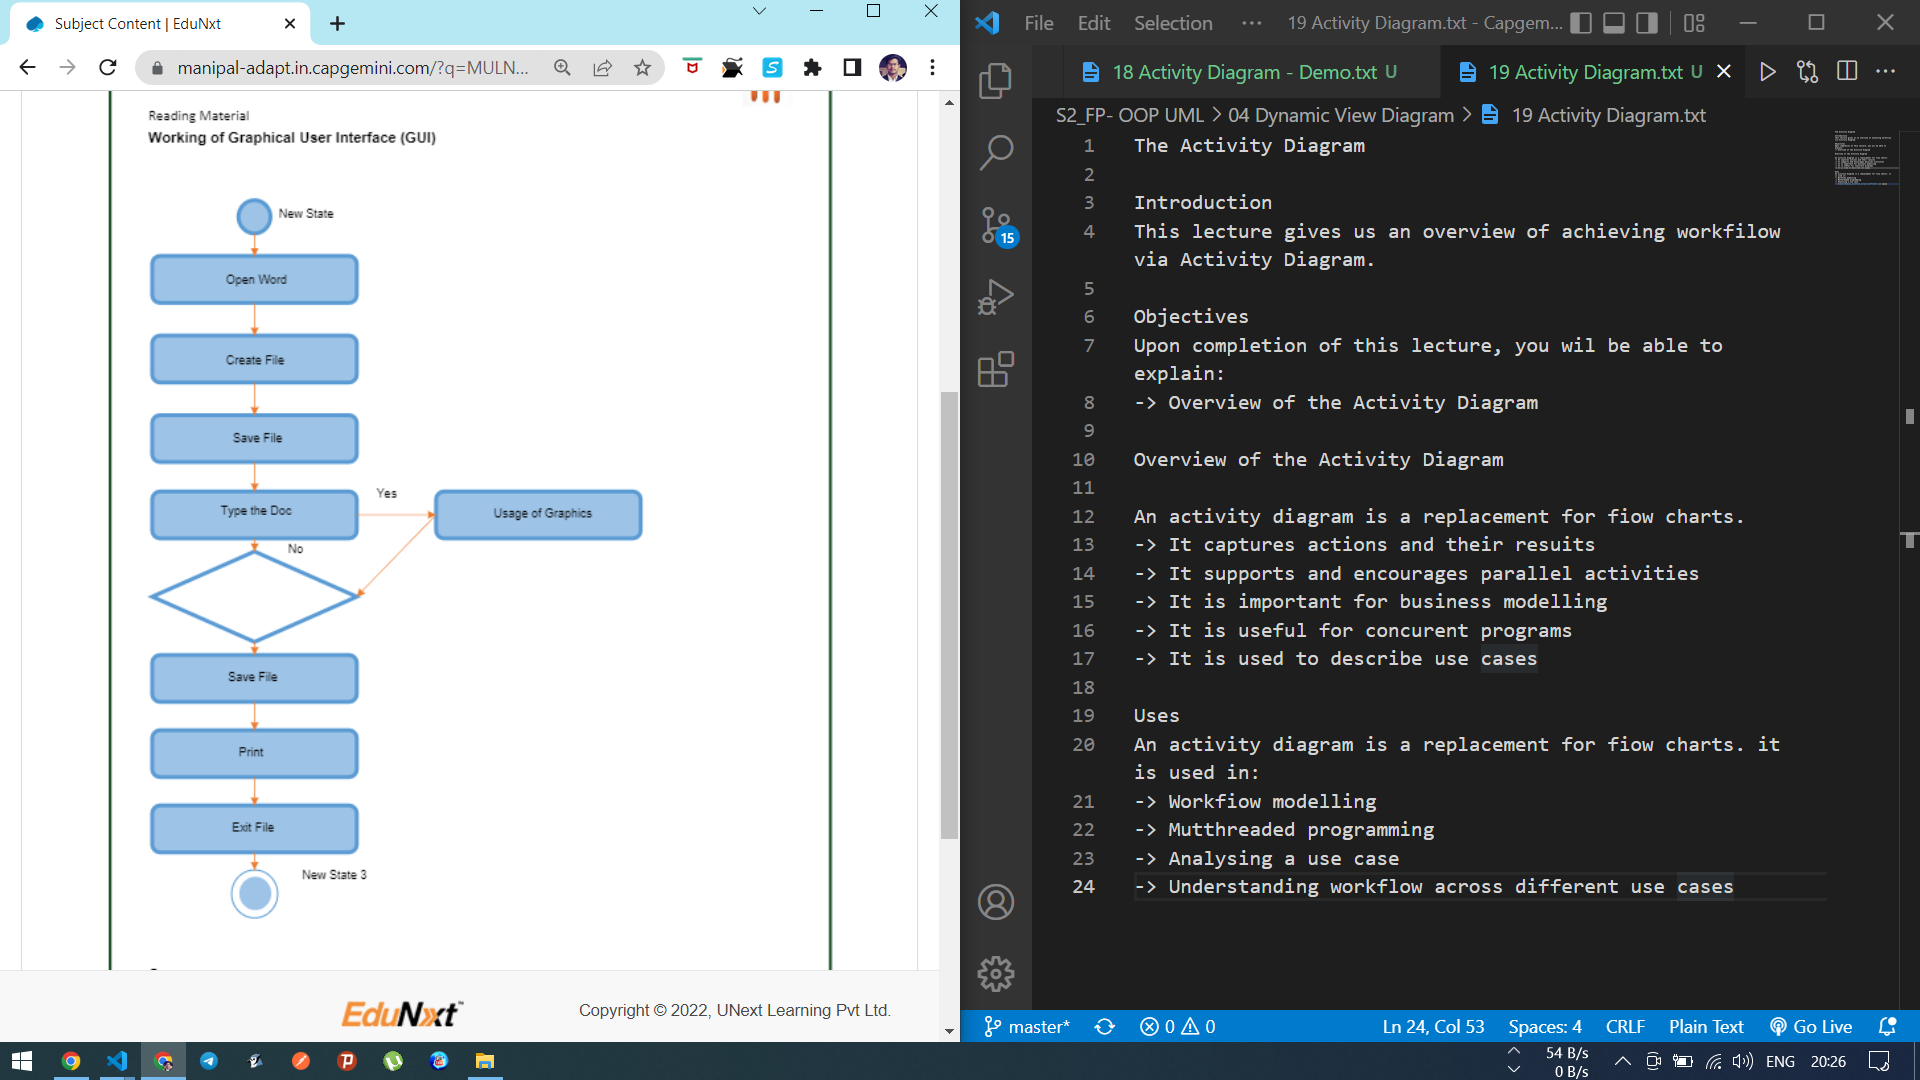 Subject Content | EduNxt
manipal-adapt.in.capgemini.com/?q=MULN...
Reading Material
Working of Graphical User Interface (GUI)
New State
Open Word
Create File
Save File
Type the Doc
Yes
Usage of Graphics
No
Save File
Print
Exit File
New State 3
EduNxt™
Copyright © 2022, UNext Learning Pvt Ltd.
File Edit Selection ··· 19 Activity Diagram.txt - Capgem...
18 Activity Diagram - Demo.txt U
19 Activity Diagram.txt U
S2_FP- OOP UML > 04 Dynamic View Diagram > 19 Activity Diagram.txt
15
1 The Activity Diagram
2
3 Introduction
4 This lecture gives us an overview of achieving workfilow
via Activity Diagram.
5
6 Objectives
7 Upon completion of this lecture, you wil be able to
explain:
8 -> Overview of the Activity Diagram
9
10 Overview of the Activity Diagram
11
12 An activity diagram is a replacement for fiow charts.
13 -> It captures actions and their resuits
14 -> It supports and encourages parallel activities
15 -> It is important for business modelling
16 -> It is useful for concurent programs
17 -> It is used to describe use cases
18
19 Uses
20 An activity diagram is a replacement for fiow charts. it
is used in:
21 -> Workfiow modelling
22 -> Mutthreaded programming
23 -> Analysing a use case
24 -> Understanding workflow across different use cases
master* 0 0 Ln 24, Col 53 Spaces: 4 CRLF Plain Text Go Live
54 B/s
0 B/s
ENG 20:26